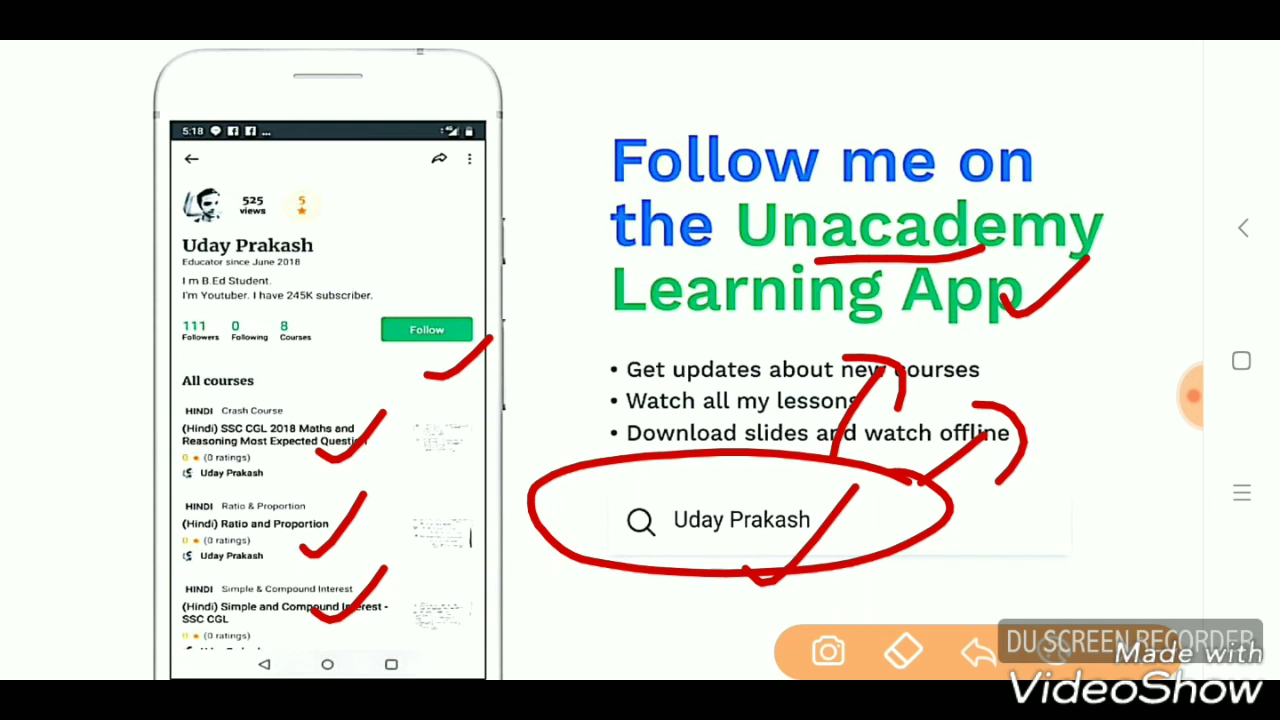 5:18 ...
4G
525
views
5
Uday Prakash
Educator since June 2018
I m B.Ed Student.
I'm Youtuber. I have 245K subscriber.
111 0 8
Followers Following Courses
Follow
All courses
HINDI Crash Course
(Hindi) SSC CGL 2018 Maths and
Reasoning Most Expected Question
0 ★ (0 ratings)
Uday Prakash
HINDI Ratio & Proportion
(Hindi) Ratio and Proportion
0 ★ (0 ratings)
Uday Prakash
HINDI Simple & Compound Interest
(Hindi) Simple and Compound Interest -
SSC CGL
0 ★ (0 ratings)
Follow me on
the Unacademy
Learning App
• Get updates about new courses
• Watch all my lessons
• Download slides and watch offline
Uday Prakash
DU SCREEN RECORDER
Made with
VideoShow